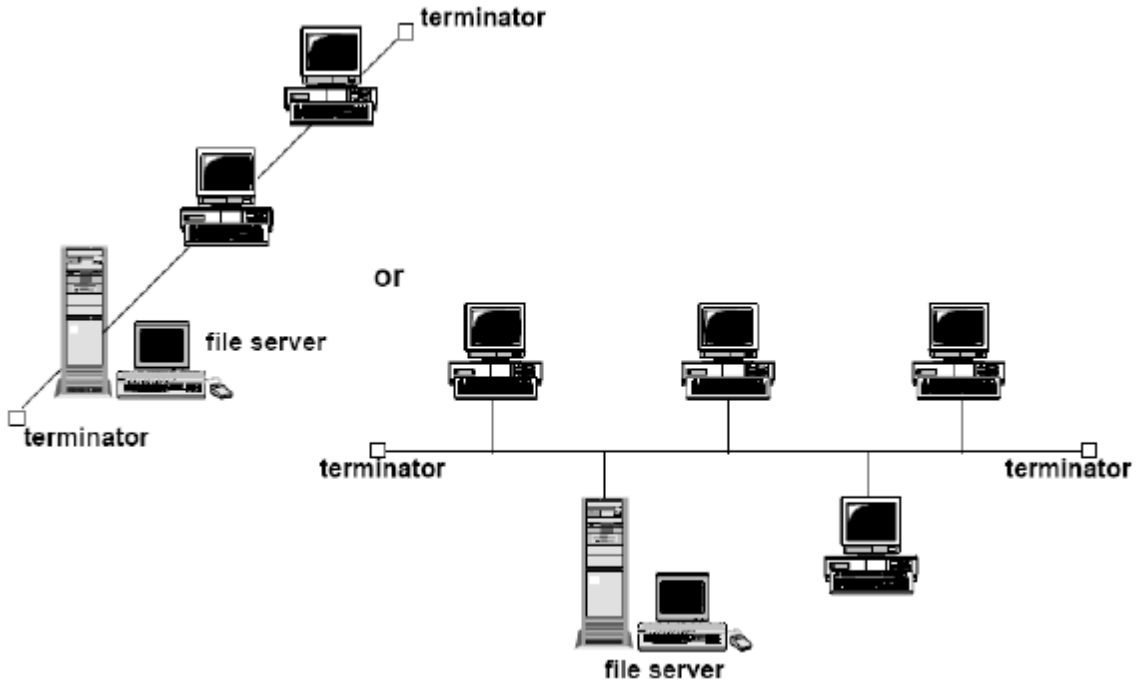 terminator
file server
terminator
or
terminator
terminator
file server